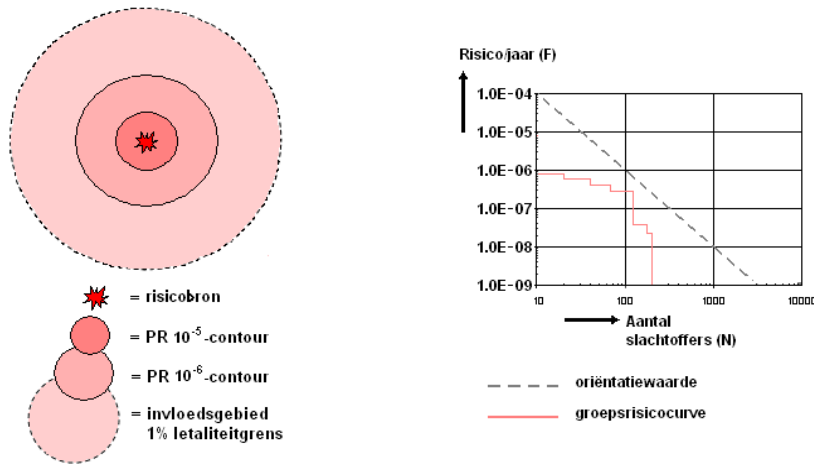 = risicobron
= PR 10⁻⁵-contour
= PR 10⁻⁶-contour
= invloedsgebied
1% letaliteitgrens
Risico/jaar (F)
1.0E-04
1.0E-05
1.0E-06
1.0E-07
1.0E-08
1.0E-09
10 100 1000 10000
Aantal
slachtoffers (N)
oriëntatiewaarde
groepsrisicocurve